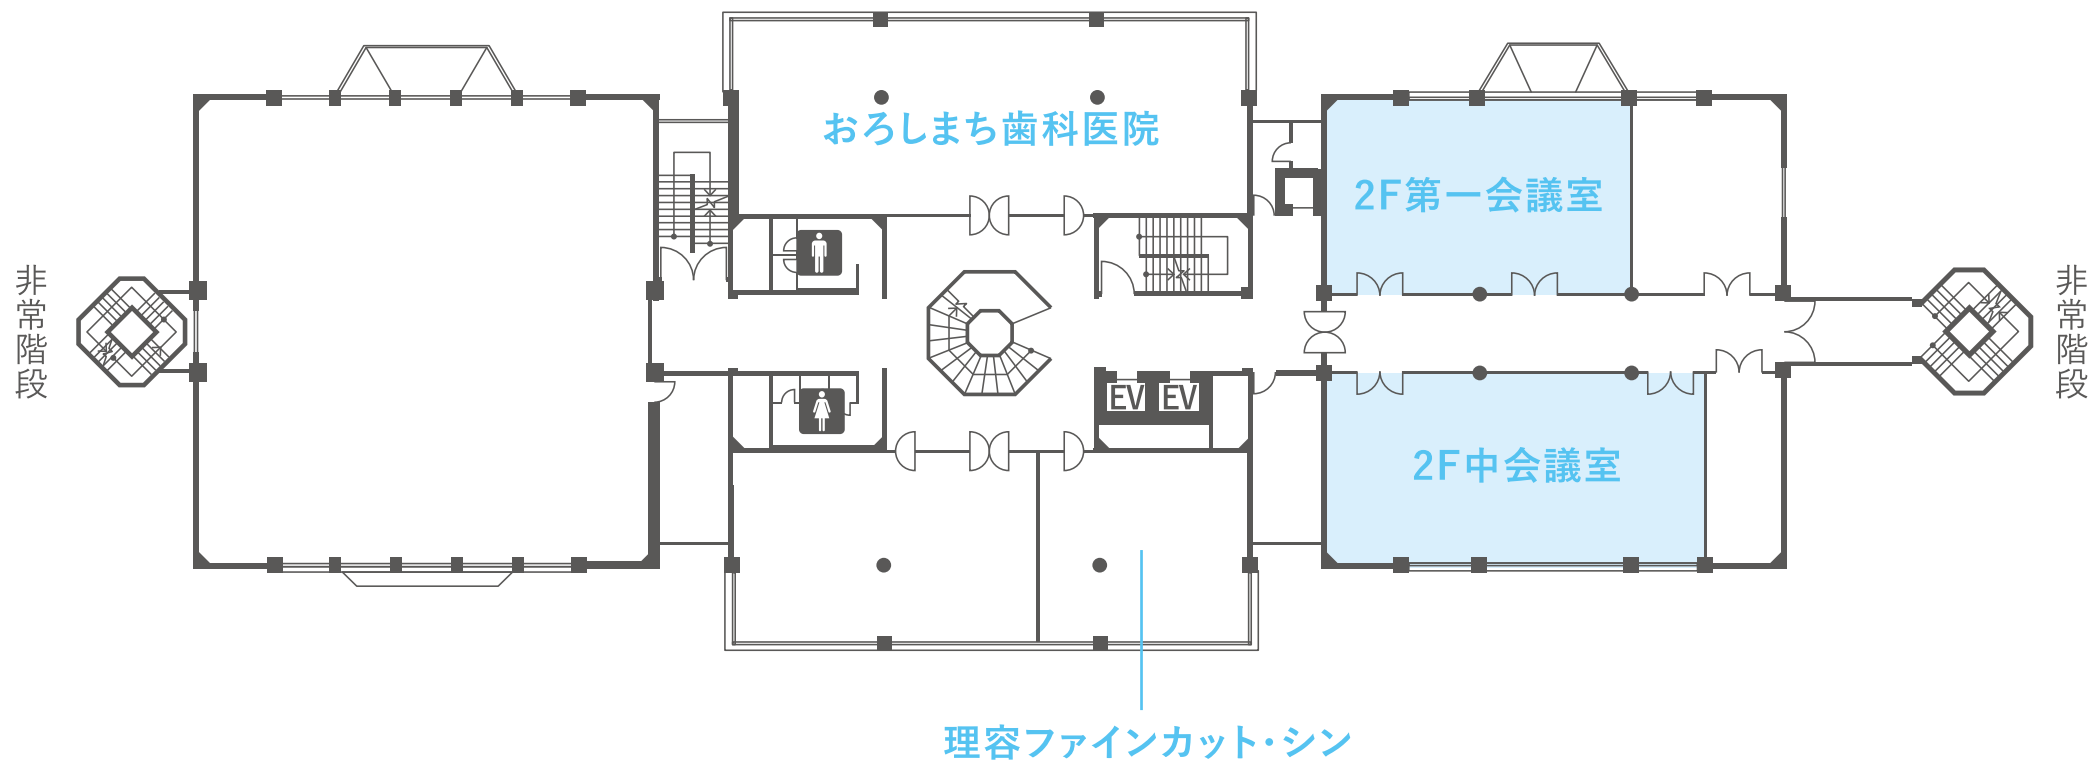 おろしまち歯科医院
2F第一会議室
非常階段
非常階段
EV
EV
2F中会議室
理容ファインカット・シン